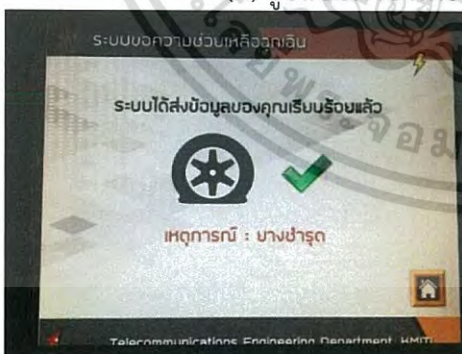 ระบบขอความช่วยเหลือฉุกเฉิน
ระบบได้ส่งข้อมูลของคุณเรียบร้อยแล้ว
เหตุการณ์ : ยางชำรุด
Telecommunications Engineering Department